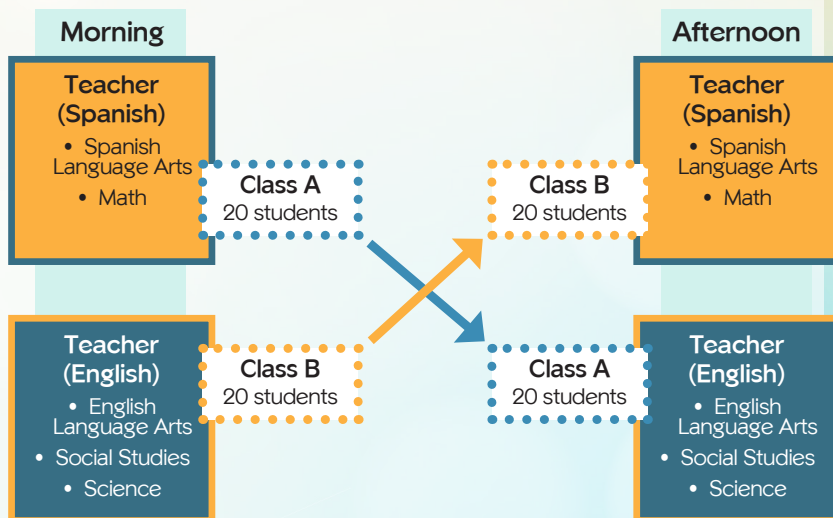 Morning
Teacher
(Spanish)
• Spanish
Language Arts
• Math
Class A
20 students
Teacher
(English)
• English
Language Arts
• Social Studies
• Science
Class B
20 students
Afternoon
Class B
20 students
Teacher
(Spanish)
• Spanish
Language Arts
• Math
Class A
20 students
Teacher
(English)
• English
Language Arts
• Social Studies
• Science